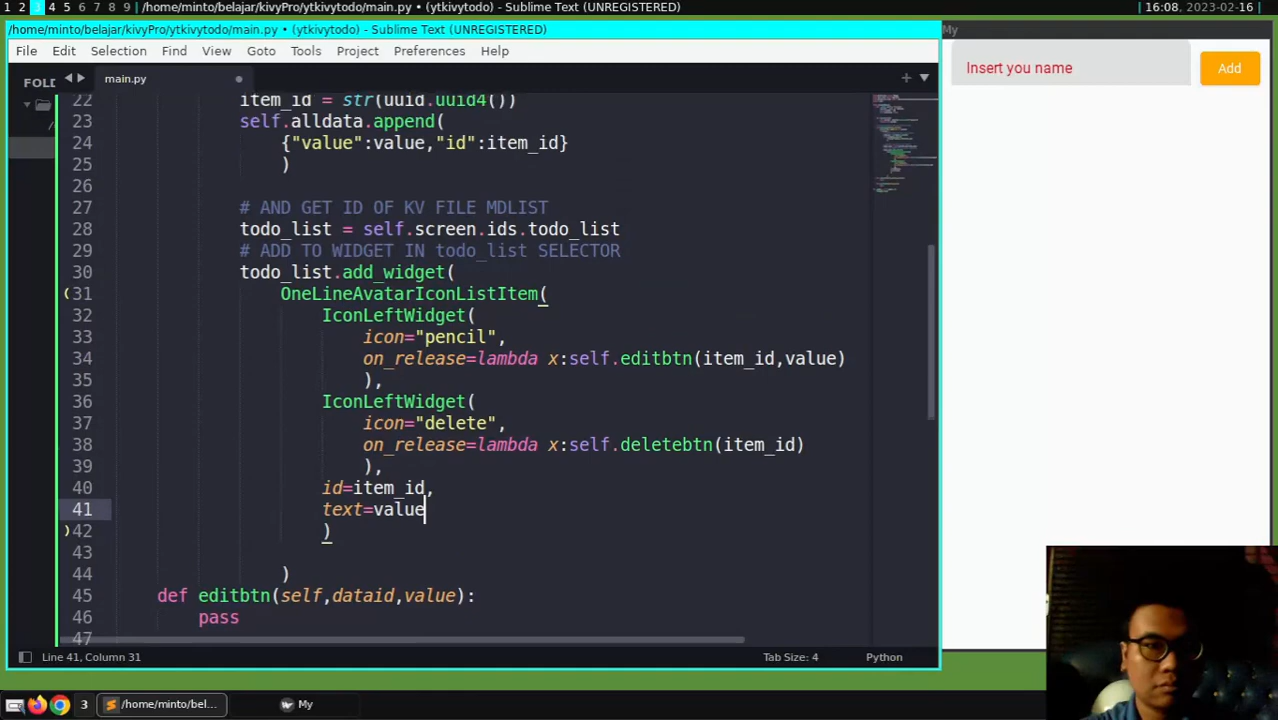 1 2 3 4 5 6 7 8 9 /home/minto/belajar/kivyPro/ytkivytodo/main.py • (ytkivytodo) - Sublime Text (UNREGISTERED) 16:08, 2023-02-16
/home/minto/belajar/kivyPro/ytkivytodo/main.py • (ytkivytodo) - Sublime Text (UNREGISTERED)
My
File Edit Selection Find View Goto Tools Project Preferences Help
Insert you name
Add
FOLD
main.py
22 item_id = str(uuid.uuid4())
23 self.alldata.append(
24 {"value":value,"id":item_id}
25 )
26
27 # AND GET ID OF KV FILE MDLIST
28 todo_list = self.screen.ids.todo_list
29 # ADD TO WIDGET IN todo_list SELECTOR
30 todo_list.add_widget(
31 OneLineAvatarIconListItem(
32 IconLeftWidget(
33 icon="pencil",
34 on_release=lambda x:self.editbtn(item_id,value)
35 ),
36 IconLeftWidget(
37 icon="delete",
38 on_release=lambda x:self.deletebtn(item_id)
39 ),
40 id=item_id,
41 text=value
42 )
43
44 )
45 def editbtn(self,dataid,value):
46 pass
47
Line 41, Column 31 Tab Size: 4 Python
3 /home/minto/bel... My